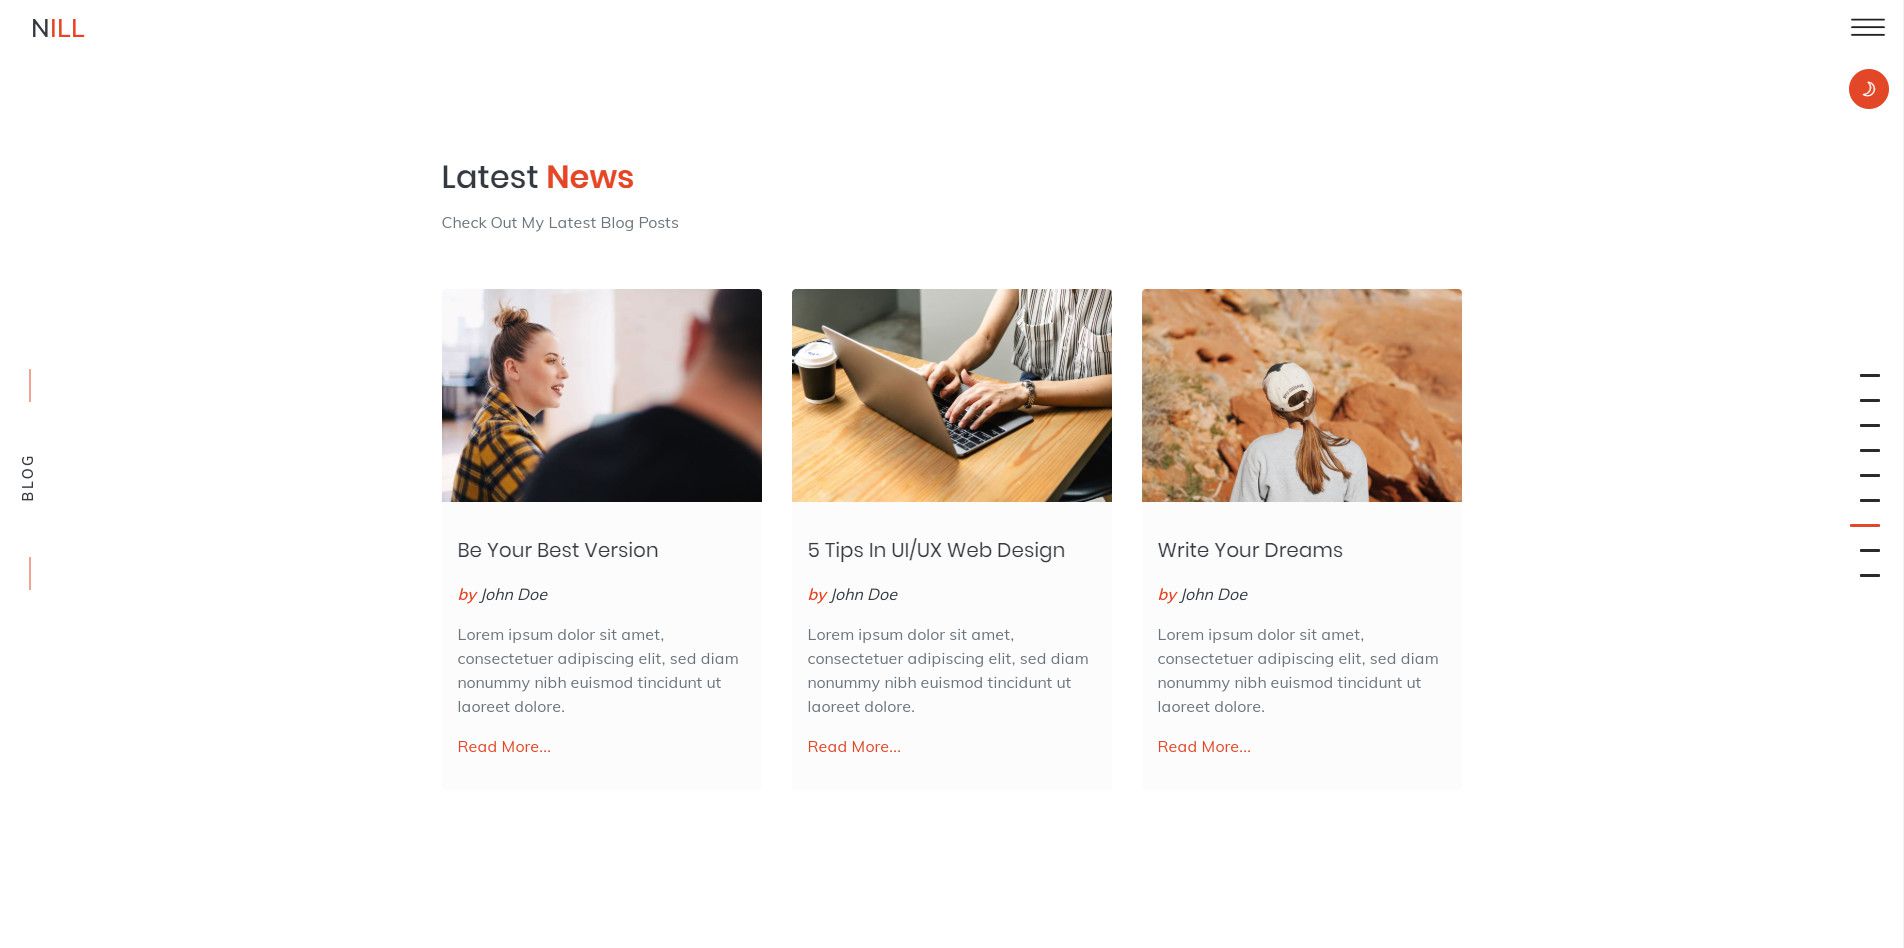 NILL
Latest News
Check Out My Latest Blog Posts
BLOG
Be Your Best Version
by John Doe
Lorem ipsum dolor sit amet,
consectetuer adipiscing elit, sed diam
nonummy nibh euismod tincidunt ut
laoreet dolore.
Read More...
5 Tips In UI/UX Web Design
by John Doe
Lorem ipsum dolor sit amet,
consectetuer adipiscing elit, sed diam
nonummy nibh euismod tincidunt ut
laoreet dolore.
Read More...
Write Your Dreams
by John Doe
Lorem ipsum dolor sit amet,
consectetuer adipiscing elit, sed diam
nonummy nibh euismod tincidunt ut
laoreet dolore.
Read More...